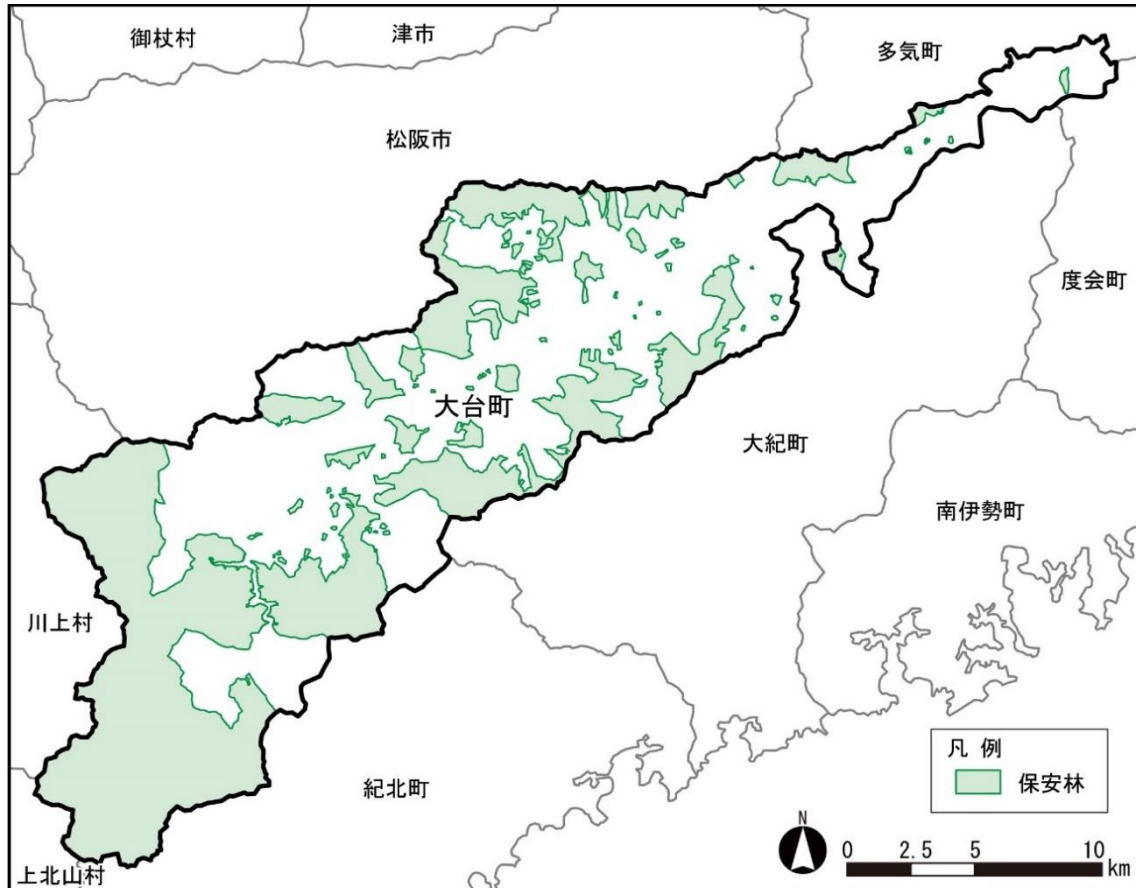 御杖村
津市
多気町
松阪市
度会町
大台町
大紀町
南伊勢町
川上村
紀北町
上北山村
凡 例
保安林
N
0 2.5 5 10
km